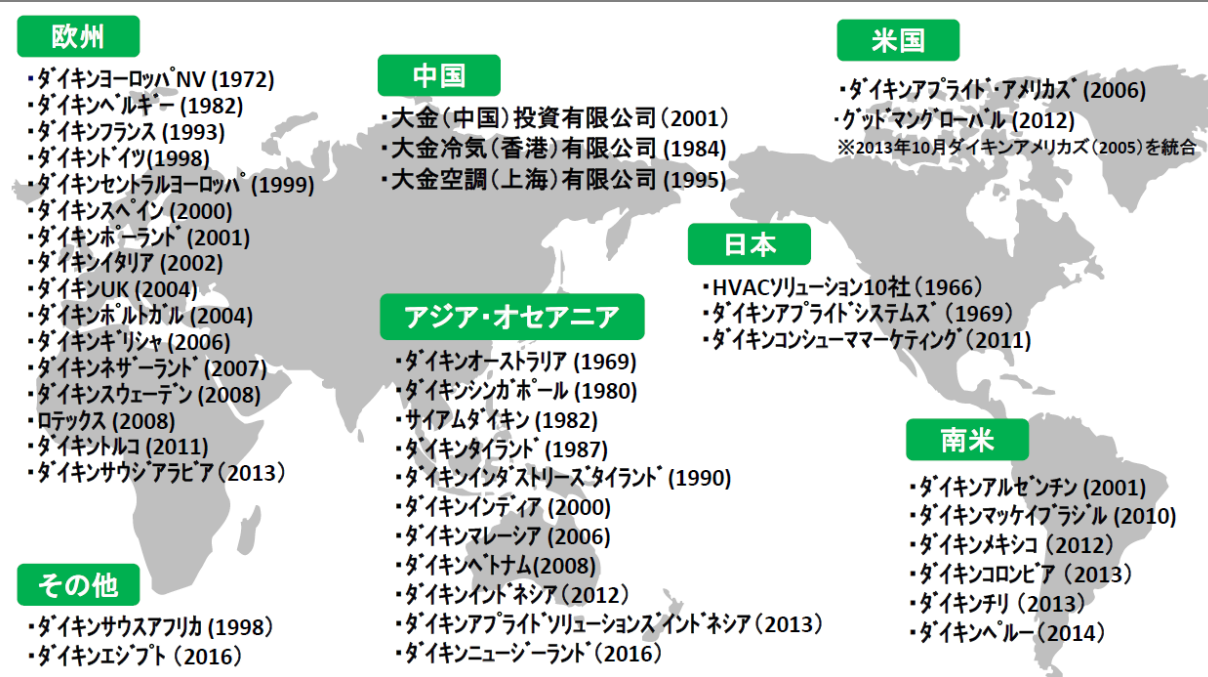 欧州
・ダイキンヨーロッパNV (1972)
・ダイキンベルギー (1982)
・ダイキンフランス (1993)
・ダイキンドイツ(1998)
・ダイキンセントラルヨーロッパ (1999)
・ダイキンスペイン (2000)
・ダイキンポーランド (2001)
・ダイキンイタリア (2002)
・ダイキンUK (2004)
・ダイキンポルトガル (2004)
・ダイキンギリシャ (2006)
・ダイキンネザーランド (2007)
・ダイキンスウェーデン (2008)
・ロテックス (2008)
・ダイキントルコ (2011)
・ダイキンサウジアラビア（2013）
その他
・ダイキンサウスアフリカ (1998）
・ダイキンエジプト（2016）
中国
・大金（中国）投資有限公司（2001）
・大金冷気（香港）有限公司 (1984)
・大金空調（上海）有限公司 (1995)
アジア・オセアニア
・ダイキンオーストラリア (1969)
・ダイキンシンガポール (1980)
・サイアムダイキン (1982)
・ダイキンタイランド (1987)
・ダイキンインダストリーズタイランド (1990)
・ダイキンインディア (2000)
・ダイキンマレーシア (2006)
・ダイキンベトナム(2008)
・ダイキンインドネシア（2012）
・ダイキンアプライドソリューションズインドネシア（2013）
・ダイキンニュージーランド（2016）
米国
・ダイキンアプライド・アメリカズ (2006)
・グッドマングローバル (2012)
※2013年10月ダイキンアメリカズ（2005）を統合
日本
・HVACソリューション10社（1966）
・ダイキンアプライドシステムズ（1969）
・ダイキンコンシューママーケティング(2011)
南米
・ダイキンアルゼンチン (2001)
・ダイキンマッケイブラジル (2010)
・ダイキンメキシコ（2012）
・ダイキンコロンビア（2013）
・ダイキンチリ（2013）
・ダイキンペルー（2014）